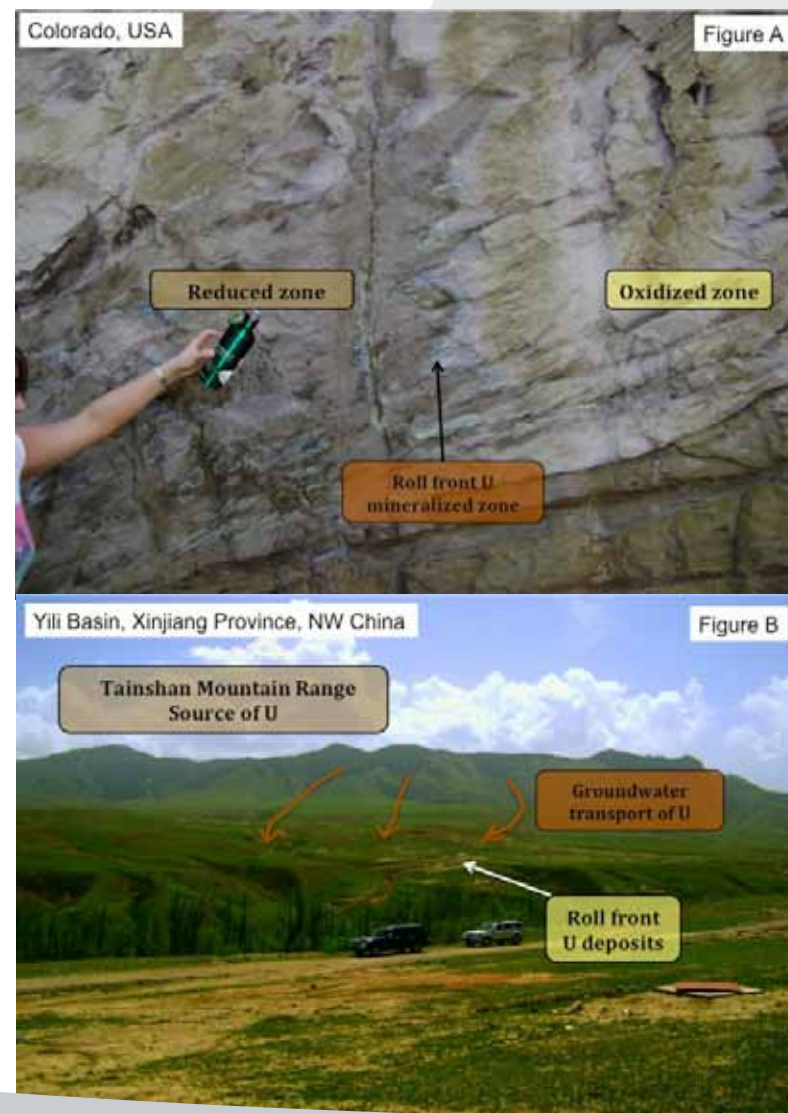 Colorado, USA
Figure A
Reduced zone
Oxidized zone
Roll front U
mineralized zone
Yili Basin, Xinjiang Province, NW China
Figure B
Tainshan Mountain Range
Source of U
Groundwater
transport of U
Roll front
U deposits